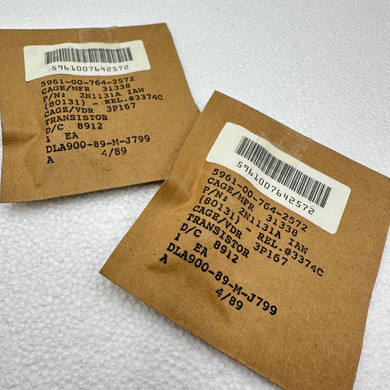 5961007642572
5961-00-764-2572
CAGE/MFR 31338
P/N: 2N1131A IAW
(80131) - REL.#3374C
CAGE/VDR 3P167
TRANSISTOR
D/C 8912
EA
DLA900-89-M-J799
A 4/89
5961007642572
5961-00-764-2572
CAGE/MFR 31338
P/N: 2N1131A IAW
(80131) - REL.#3374C
CAGE/VDR 3P167
TRANSISTOR
D/C 8912
1 EA
DLA900-89-M-J799
A 4/89